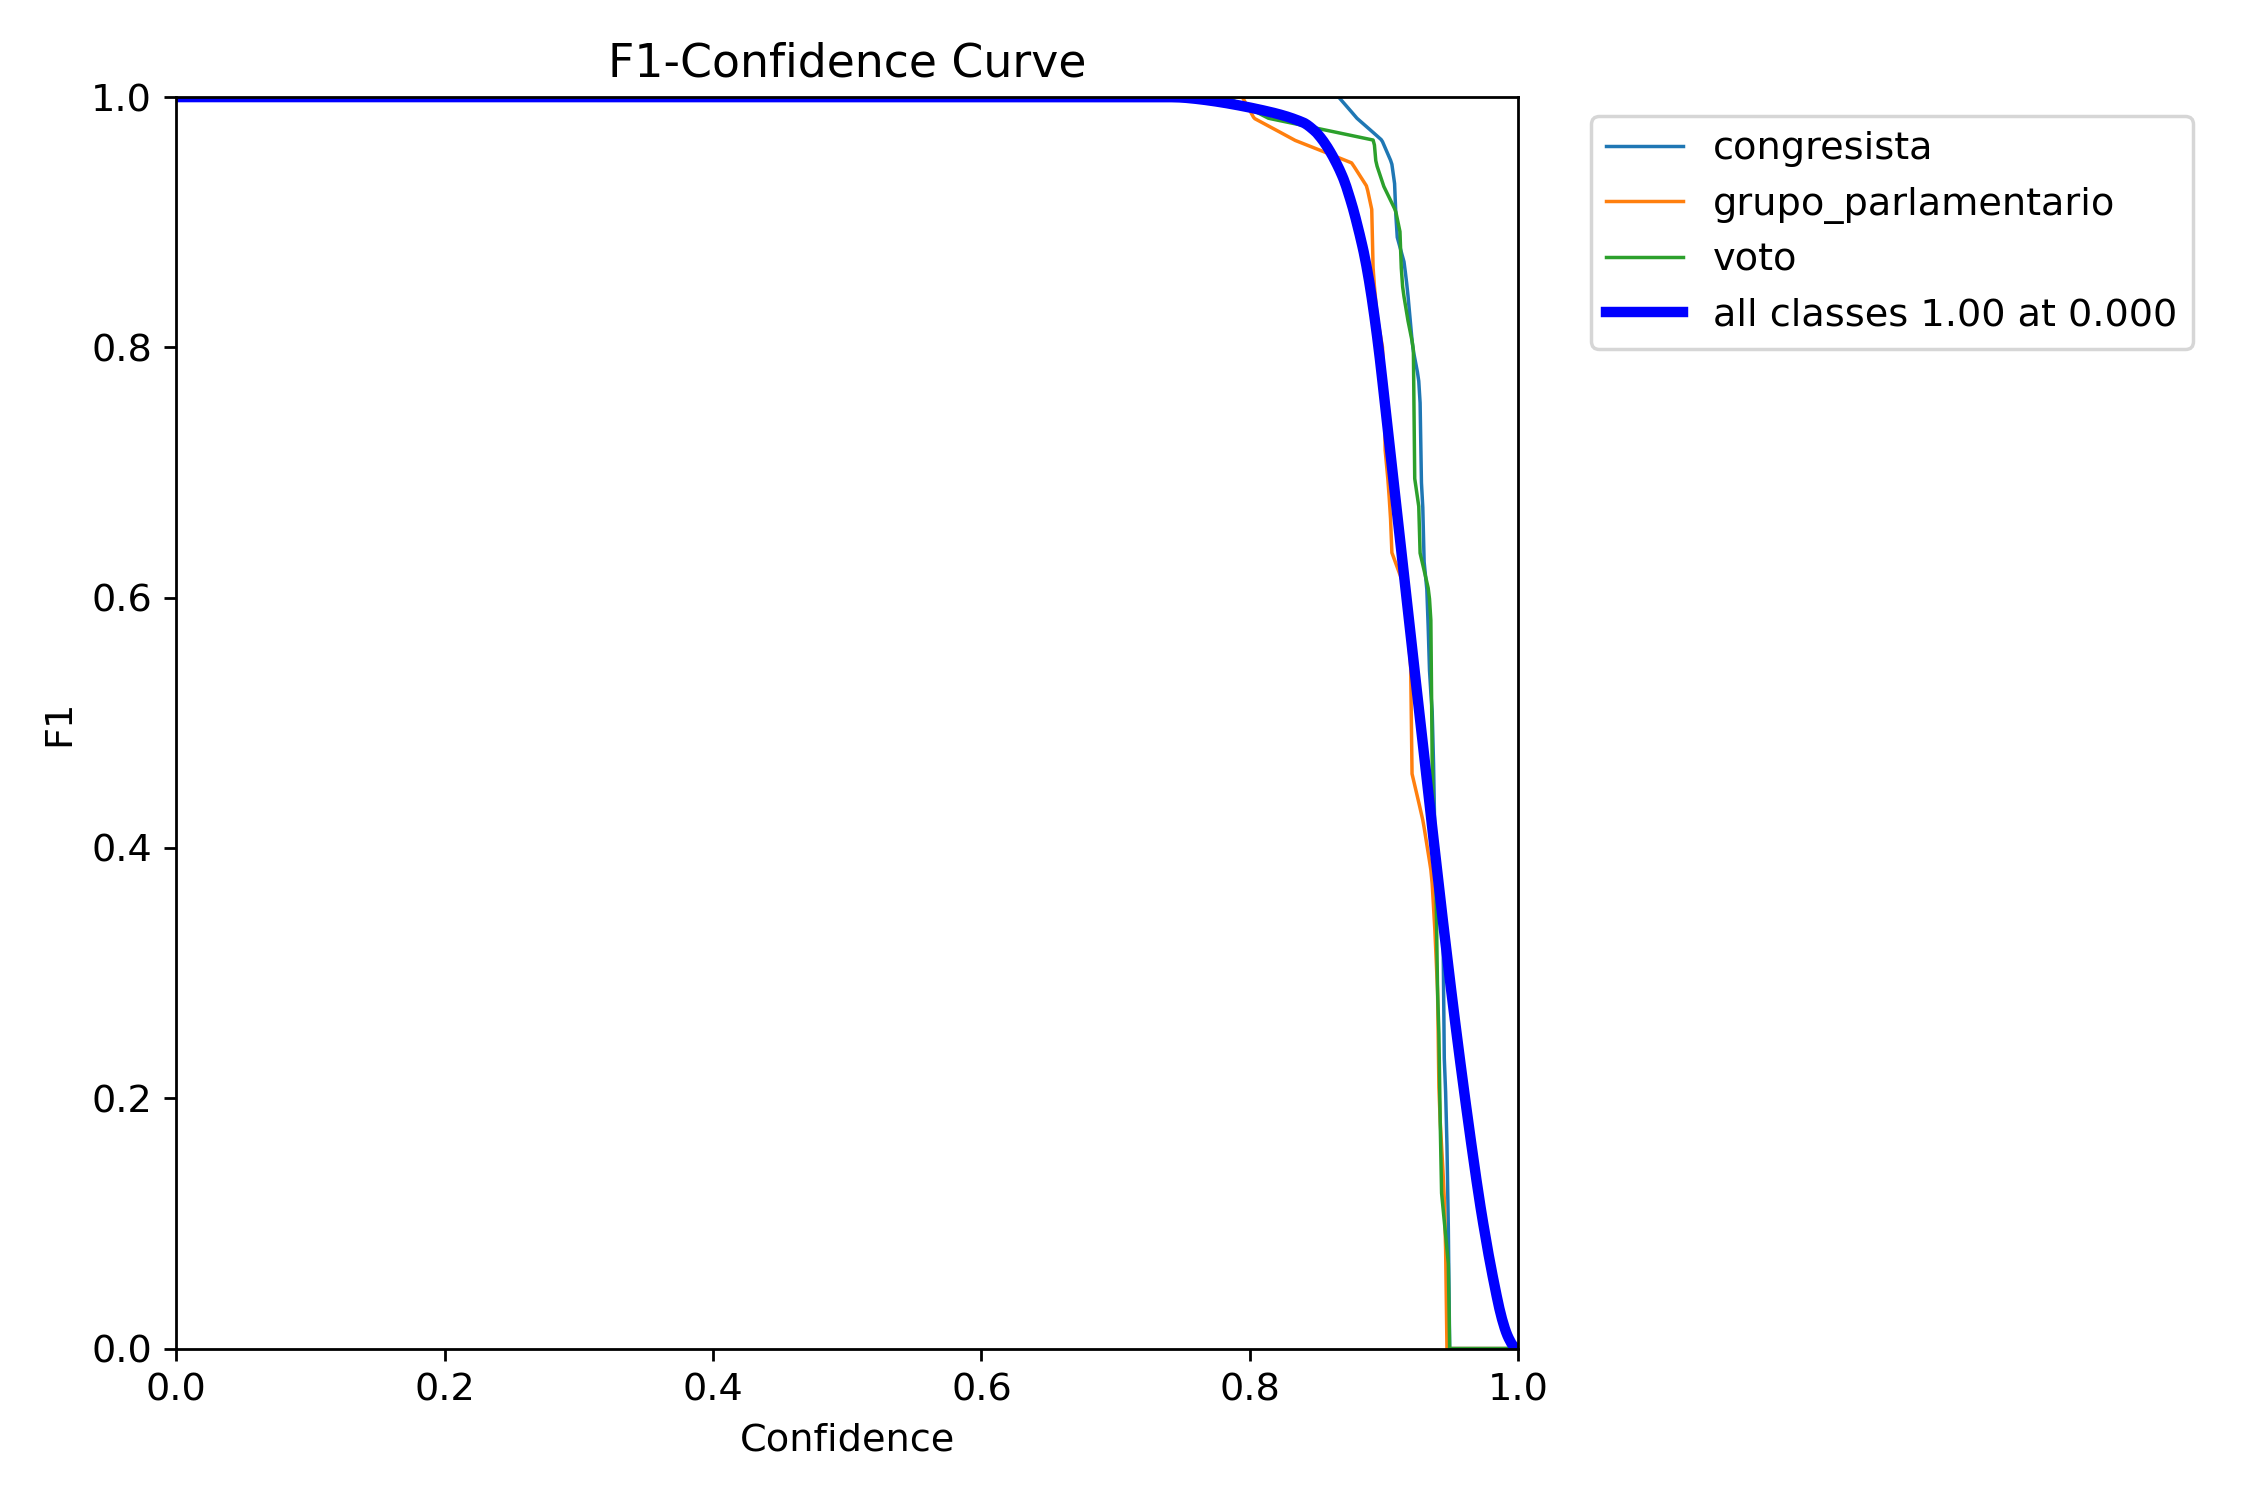 F1-Confidence Curve
1.0
0.8
0.6
0.4
0.2
0.0
F1
0.0 0.2 0.4 0.6 0.8 1.0
Confidence
congresista
grupo_parlamentario
voto
all classes 1.00 at 0.000